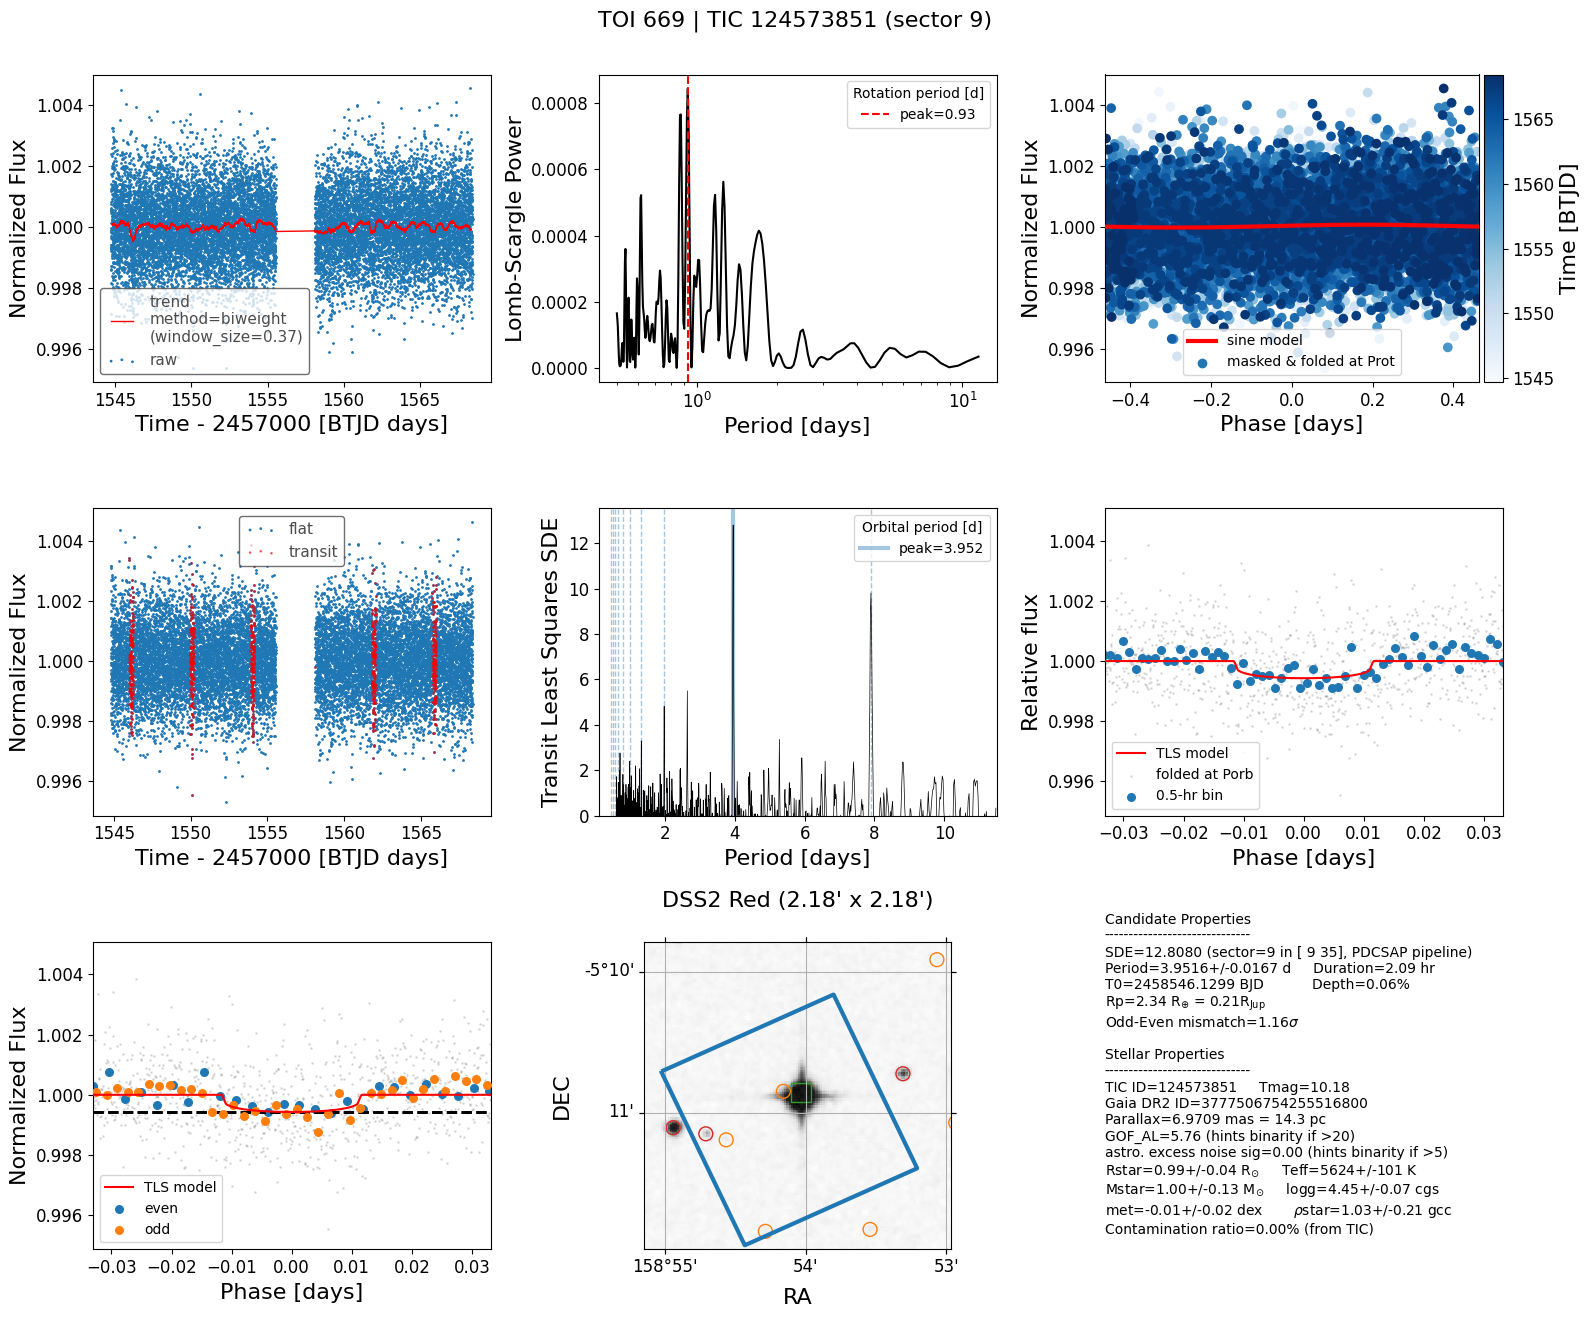 TOI 669 | TIC 124573851 (sector 9)
Normalized Flux
1.004
1.002
1.000
0.998
0.996
trend
method=biweight
(window_size=0.37)
raw
1545 1550 1555 1560 1565
Time - 2457000 [BTJD days]
Lomb-Scargle Power
0.0008
0.0006
0.0004
0.0002
0.0000
Rotation period [d]
peak=0.93
10^0 10^1
Period [days]
Normalized Flux
1.004
1.002
1.000
0.998
0.996
sine model
masked & folded at Prot
−0.4 −0.2 0.0 0.2 0.4
Phase [days]
1565
1560
1555
1550
1545
Time [BTJD]
Normalized Flux
1.004
1.002
1.000
0.998
0.996
flat
transit
1545 1550 1555 1560 1565
Time - 2457000 [BTJD days]
Transit Least Squares SDE
12
10
8
6
4
2
0
Orbital period [d]
peak=3.952
2 4 6 8 10
Period [days]
Relative flux
1.004
1.002
1.000
0.998
0.996
TLS model
folded at Porb
0.5-hr bin
−0.03 −0.02 −0.01 0.00 0.01 0.02 0.03
Phase [days]
Normalized Flux
1.004
1.002
1.000
0.998
0.996
TLS model
even
odd
−0.03 −0.02 −0.01 0.00 0.01 0.02 0.03
Phase [days]
DSS2 Red (2.18' x 2.18')
DEC
-5°10'
11'
158°55' 54' 53'
RA
Candidate Properties
------------------------------
SDE=12.8080 (sector=9 in [ 9 35], PDCSAP pipeline)
Period=3.9516+/-0.0167 d Duration=2.09 hr
T0=2458546.1299 BJD Depth=0.06%
Rp=2.34 R⊕ = 0.21RJup
Odd-Even mismatch=1.16σ
Stellar Properties
------------------------------
TIC ID=124573851 Tmag=10.18
Gaia DR2 ID=3777506754255516800
Parallax=6.9709 mas = 14.3 pc
GOF_AL=5.76 (hints binarity if >20)
astro. excess noise sig=0.00 (hints binarity if >5)
Rstar=0.99+/-0.04 R⊙ Teff=5624+/-101 K
Mstar=1.00+/-0.13 M⊙ logg=4.45+/-0.07 cgs
met=-0.01+/-0.02 dex ρstar=1.03+/-0.21 gcc
Contamination ratio=0.00% (from TIC)